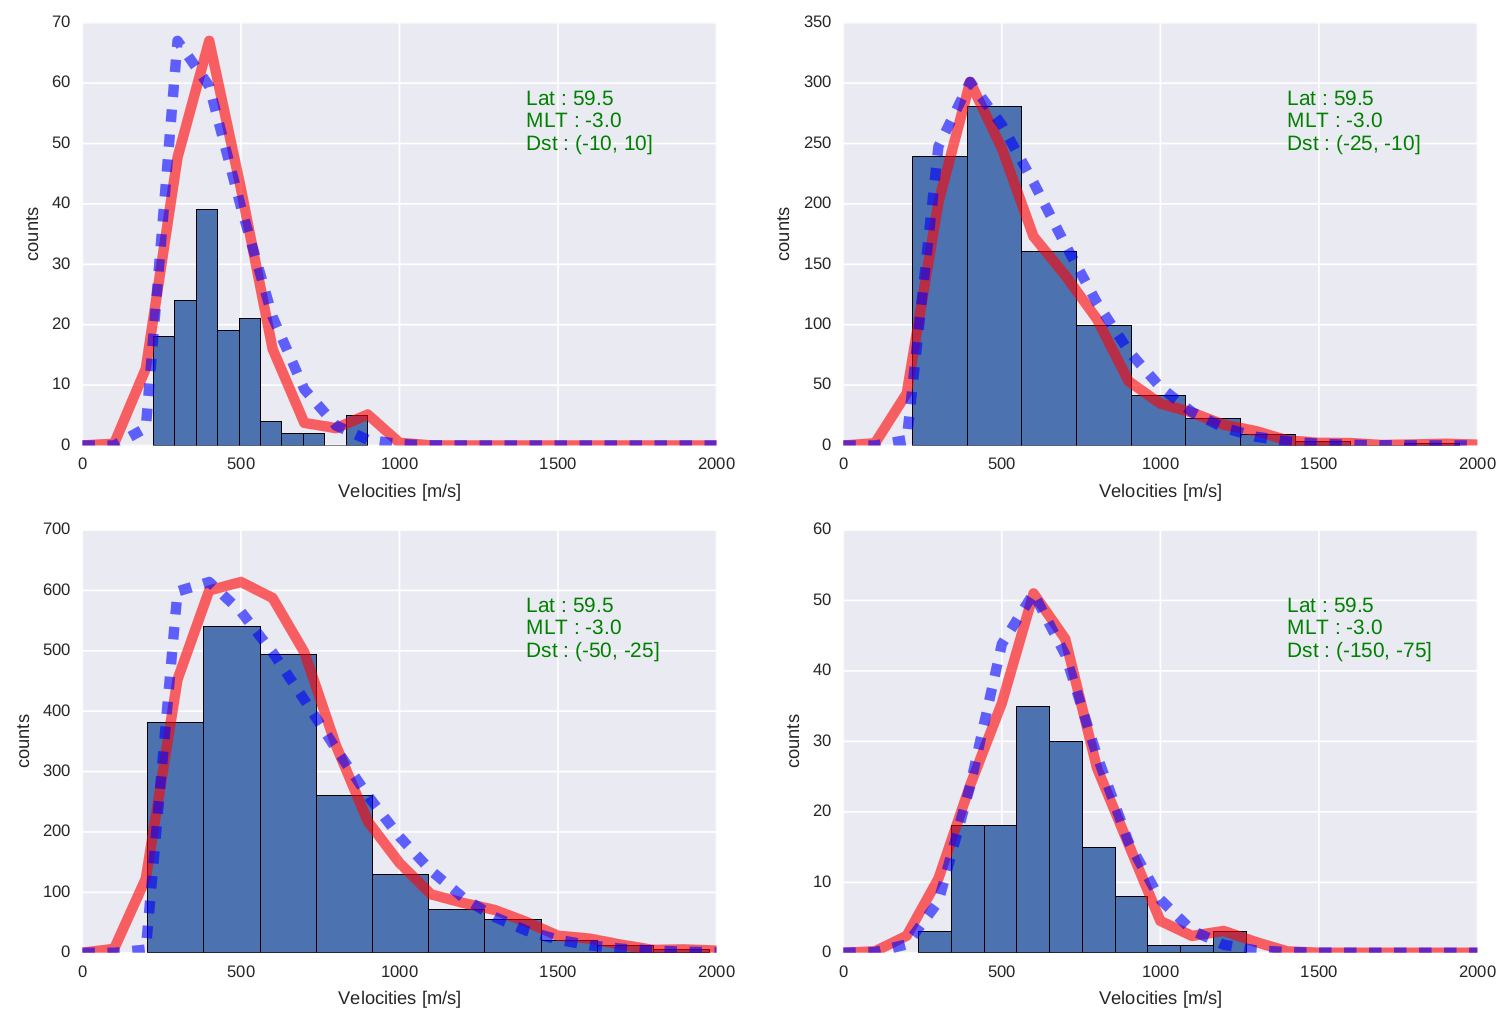 70
60
50
40
30
20
10
0
counts
0 500 1000 1500 2000
Velocities [m/s]
Lat : 59.5
MLT : -3.0
Dst : (-10, 10]
350
300
250
200
150
100
50
0
counts
0 500 1000 1500 2000
Velocities [m/s]
Lat : 59.5
MLT : -3.0
Dst : (-25, -10]
700
600
500
400
300
200
100
0
counts
0 500 1000 1500 2000
Velocities [m/s]
Lat : 59.5
MLT : -3.0
Dst : (-50, -25]
60
50
40
30
20
10
0
counts
0 500 1000 1500 2000
Velocities [m/s]
Lat : 59.5
MLT : -3.0
Dst : (-150, -75]